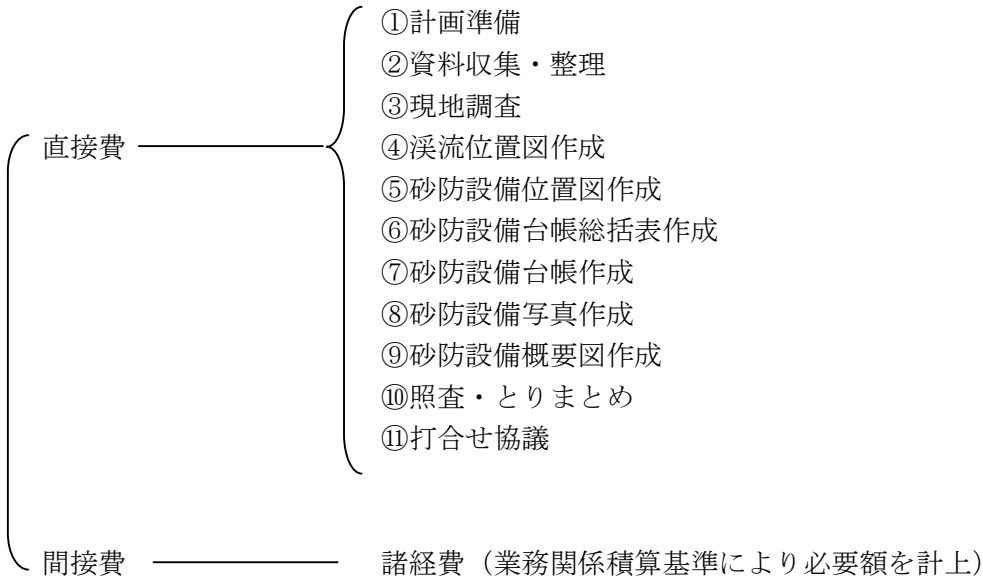 ①計画準備
②資料収集・整理
③現地調査
直接費 ④渓流位置図作成
⑤砂防設備位置図作成
⑥砂防設備台帳総括表作成
⑦砂防設備台帳作成
⑧砂防設備写真作成
⑨砂防設備概要図作成
⑩照査・とりまとめ
⑪打合せ協議
間接費 諸経費（業務関係積算基準により必要額を計上）